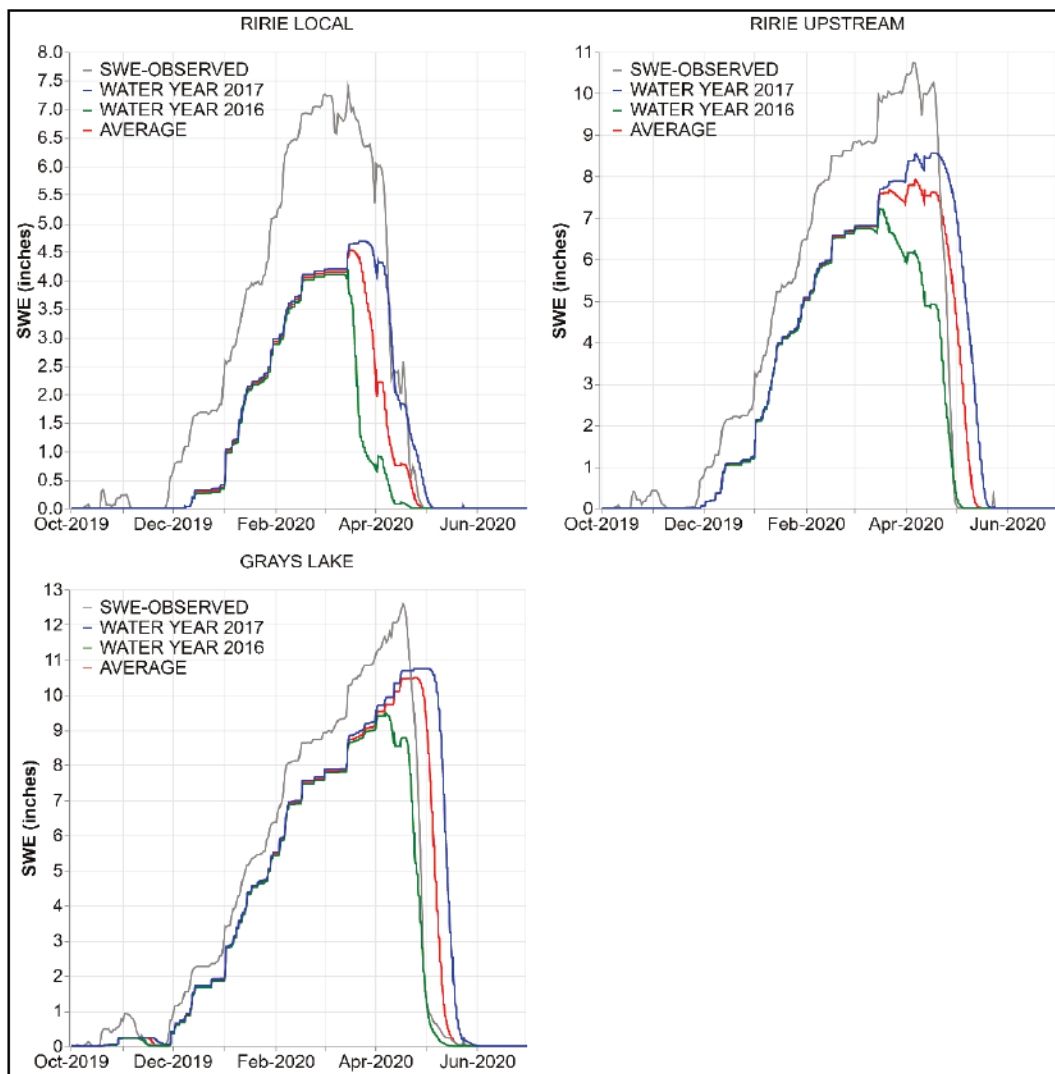 RIRIE LOCAL
8.0
7.5
7.0
6.5
6.0
5.5
5.0
4.5
4.0
3.5
3.0
2.5
2.0
1.5
1.0
0.5
0.0
SWE (inches)
SWE-OBSERVED
WATER YEAR 2017
WATER YEAR 2016
AVERAGE
Oct-2019 Dec-2019 Feb-2020 Apr-2020 Jun-2020
RIRIE UPSTREAM
11
10
9
8
7
6
5
4
3
2
1
0
SWE (inches)
SWE-OBSERVED
WATER YEAR 2017
WATER YEAR 2016
AVERAGE
Oct-2019 Dec-2019 Feb-2020 Apr-2020 Jun-2020
GRAYS LAKE
13
12
11
10
9
8
7
6
5
4
3
2
1
0
SWE (inches)
SWE-OBSERVED
WATER YEAR 2017
WATER YEAR 2016
AVERAGE
Oct-2019 Dec-2019 Feb-2020 Apr-2020 Jun-2020